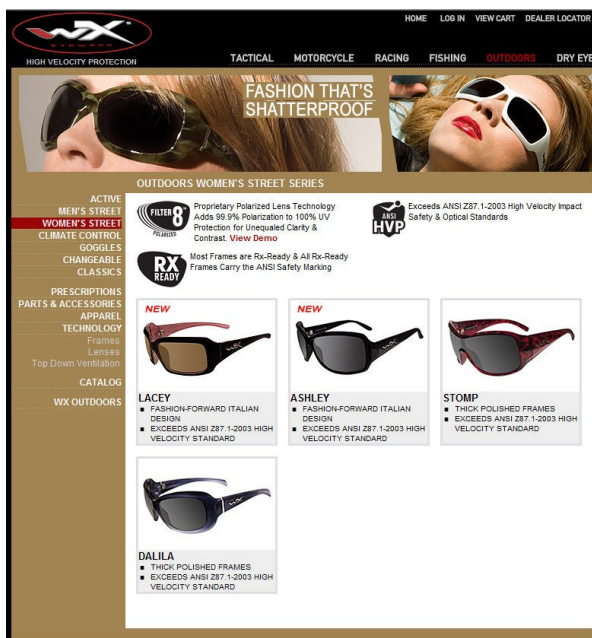 HOME LOG IN VIEW CART DEALER LOCATOR
WX
EYEWEAR
HIGH VELOCITY PROTECTION
TACTICAL MOTORCYCLE RACING FISHING OUTDOORS DRY EYE
FASHION THAT'S
SHATTERPROOF
OUTDOORS WOMEN'S STREET SERIES
ACTIVE
MEN'S STREET
WOMEN'S STREET
CLIMATE CONTROL
GOGGLES
CHANGEABLE
CLASSICS
PRESCRIPTIONS
PARTS & ACCESSORIES
APPAREL
TECHNOLOGY
Frames
Lenses
Top Down Ventilation
CATALOG
WX OUTDOORS
FILTER 8
POLARIZED
Proprietary Polarized Lens Technology
Adds 99.9% Polarization to 100% UV
Protection for Unequaled Clarity &
Contrast. View Demo
ANSI
HVP
Exceeds ANSI Z87.1-2003 High Velocity Impact
Safety & Optical Standards
RX
READY
Most Frames are Rx-Ready & All Rx-Ready
Frames Carry the ANSI Safety Marking
NEW
LACEY
FASHION-FORWARD ITALIAN
DESIGN
EXCEEDS ANSI Z87.1-2003 HIGH
VELOCITY STANDARD
NEW
ASHLEY
FASHION-FORWARD ITALIAN
DESIGN
EXCEEDS ANSI Z87.1-2003 HIGH
VELOCITY STANDARD
STOMP
THICK POLISHED FRAMES
EXCEEDS ANSI Z87.1-2003 HIGH
VELOCITY STANDARD
DALILA
THICK POLISHED FRAMES
EXCEEDS ANSI Z87.1-2003 HIGH
VELOCITY STANDARD